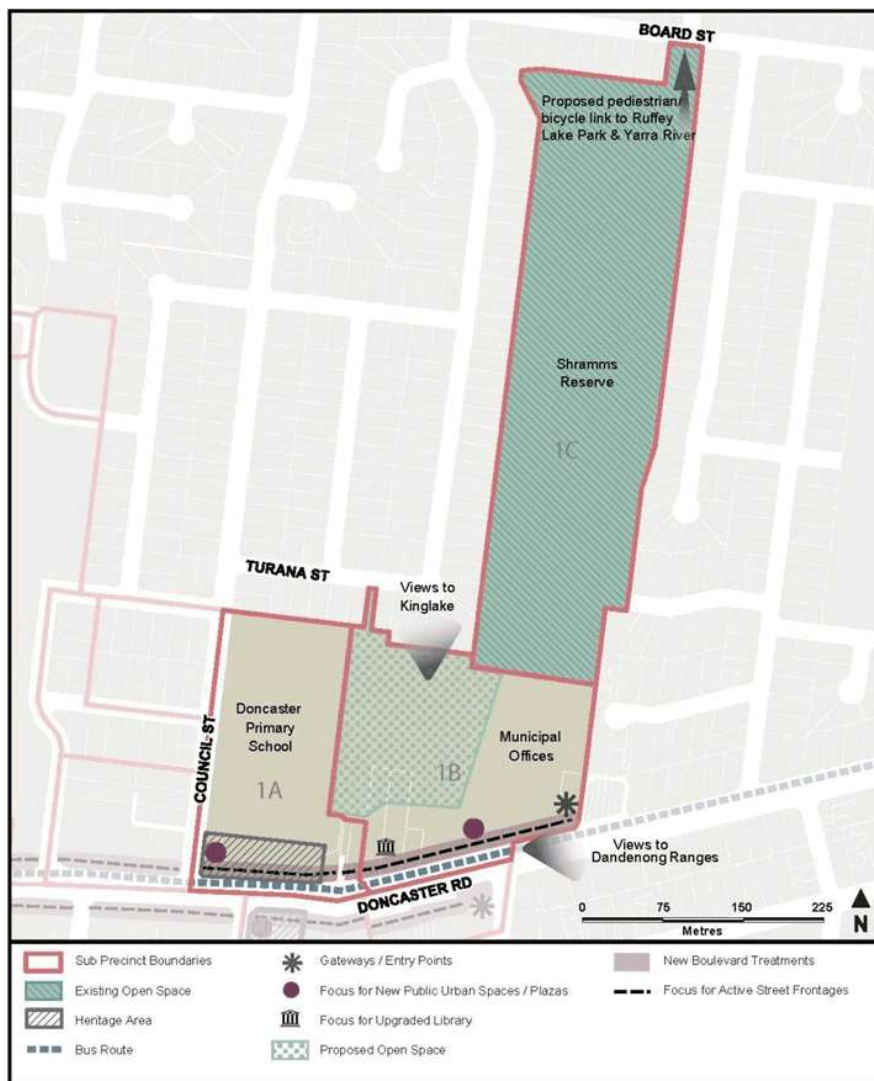 BOARD ST
Proposed pediestrian/
bicycle link to Ruffey
Lake Park & Yarra River
Shramms
Reserve
1C
TURANA ST
Views to
Kinglake
Doncaster
Primary
School
Municipal
Offices
COUNCIL ST
1A
1B
Views to
Dandenong Ranges
DONCASTER RD
0 75 150 225
Metres
N
Sub Precinct Boundaries
Existing Open Space
Heritage Area
Bus Route
Gateways / Entry Points
Focus for New Public Urban Spaces / Plazas
Focus for Upgraded Library
Proposed Open Space
New Boulevard Treatments
Focus for Active Street Frontages